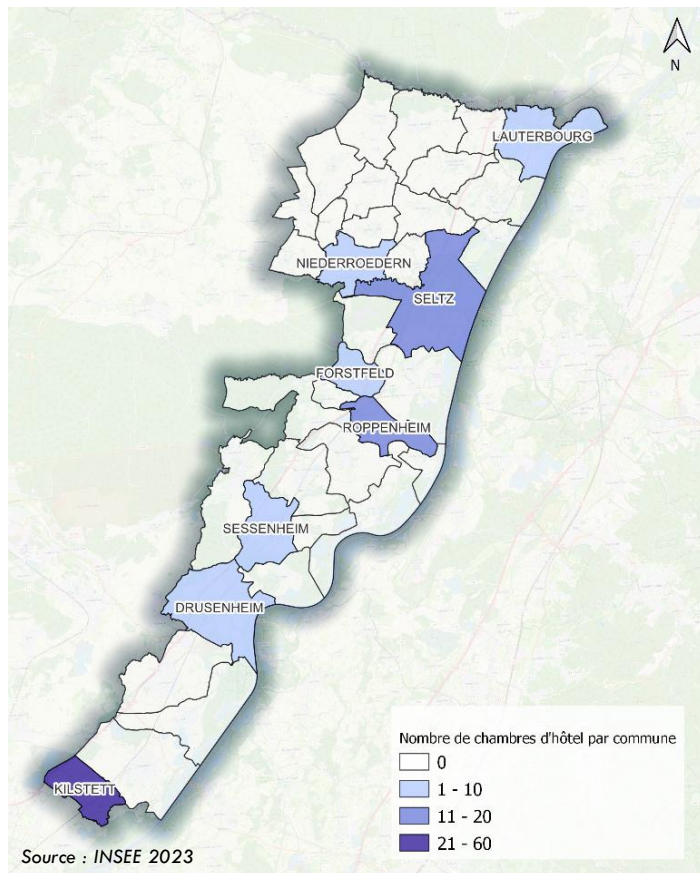 N
LAUTERBOURG
NIEDERROEDERN
SELTZ
FORSTFELD
ROPPENHEIM
SESSENHEIM
DRUSENHEIM
KILSTETT
Nombre de chambres d'hôtel par commune
0
1 - 10
11 - 20
21 - 60
Source : INSEE 2023